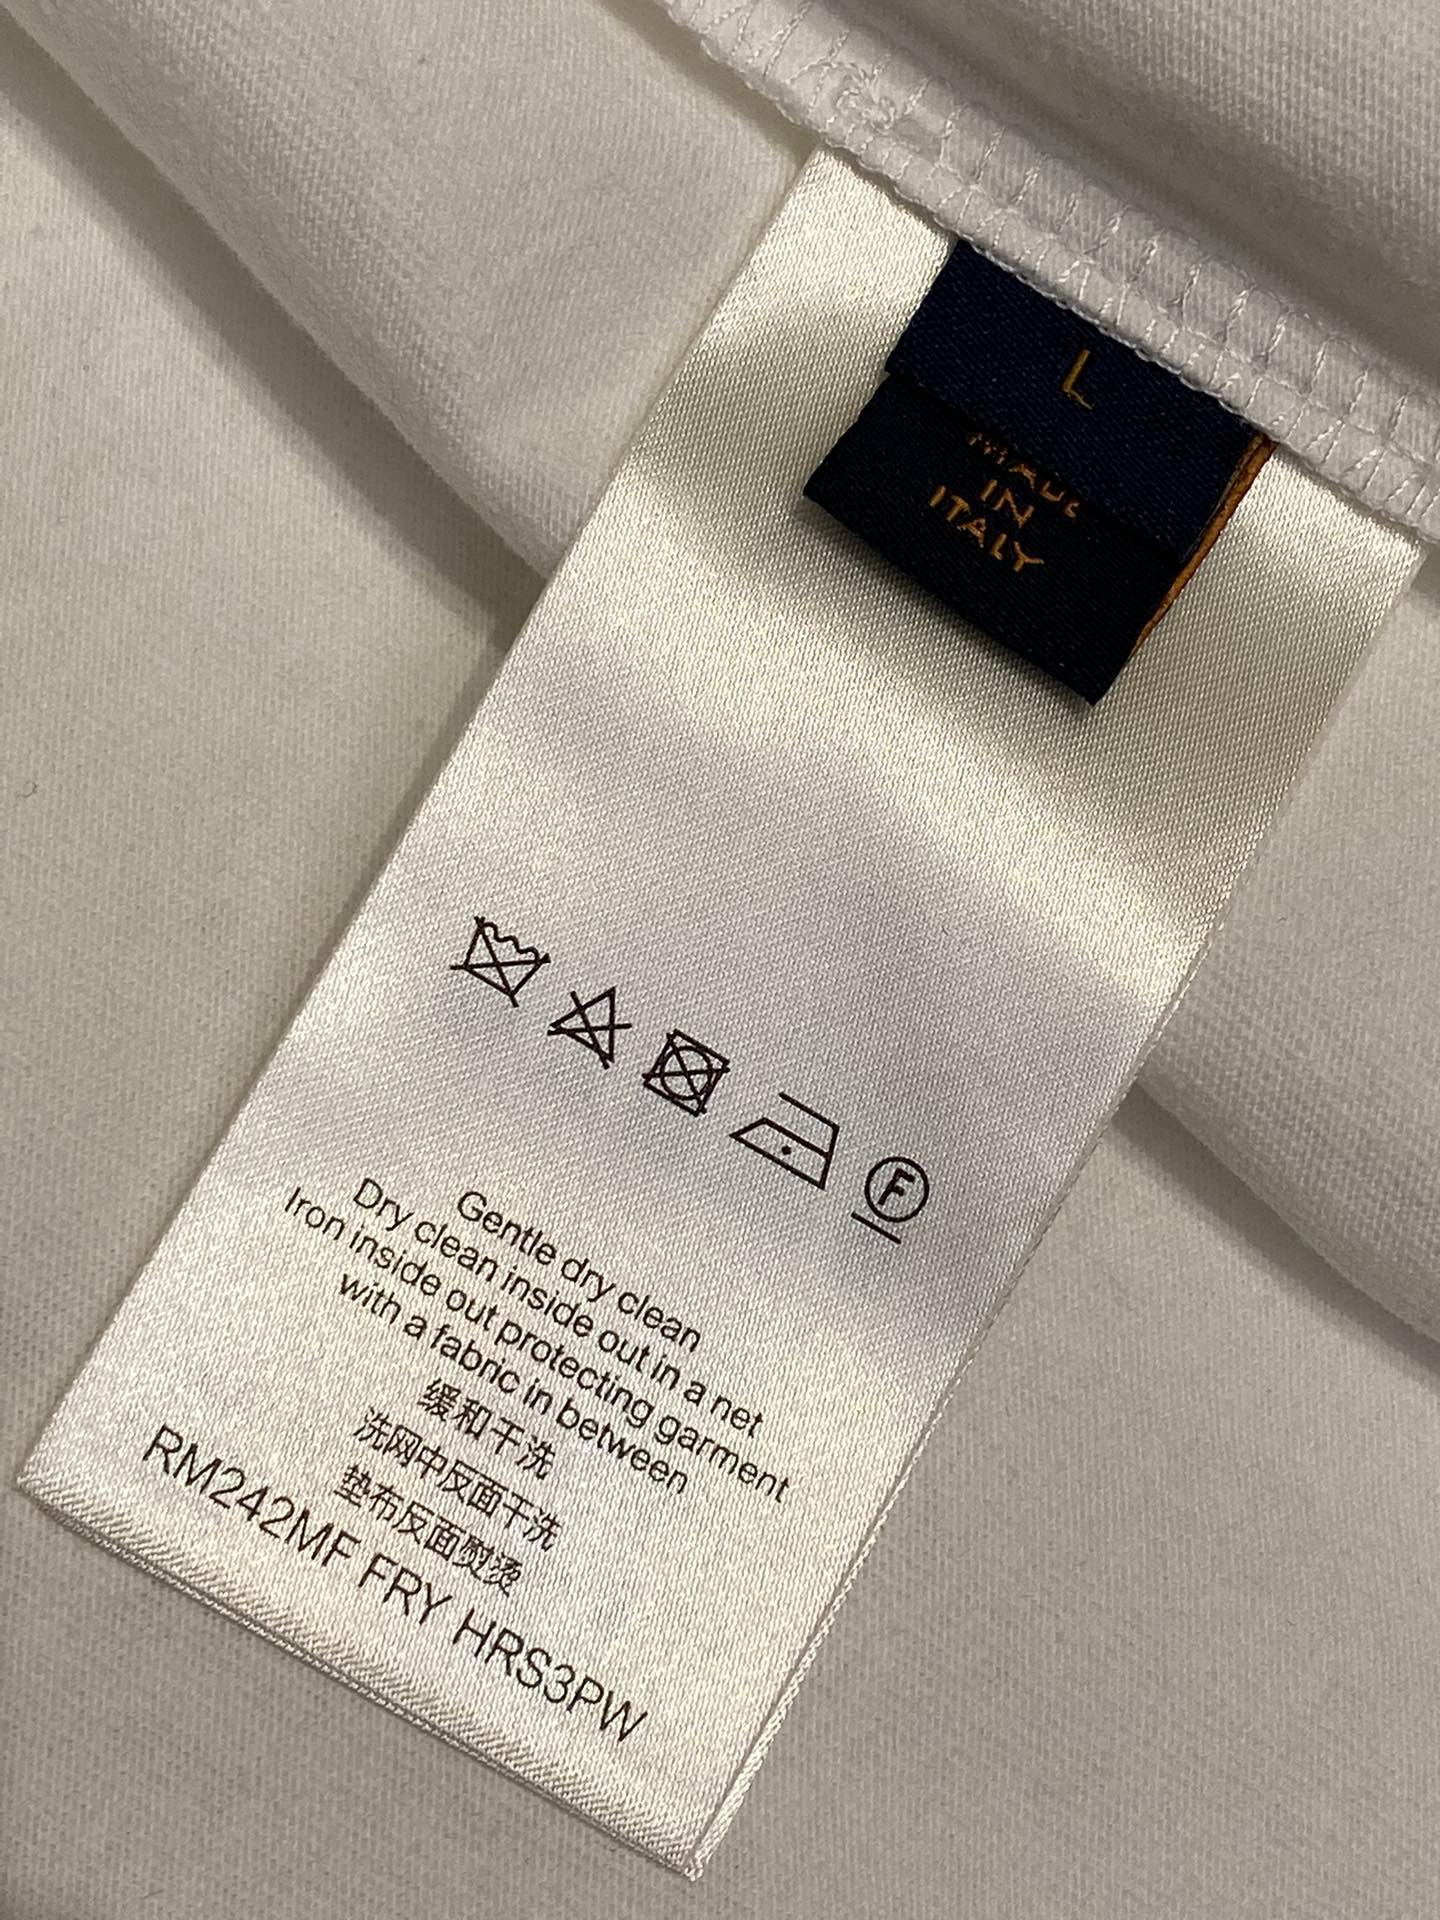 L
MADE
IN
ITALY
F
Gentle dry clean
Dry clean inside out in a net
Iron inside out protecting garment
with a fabric in between
缓和干洗
洗网中反面干洗
垫布反面熨烫
RM242MF FRY HRS3PW